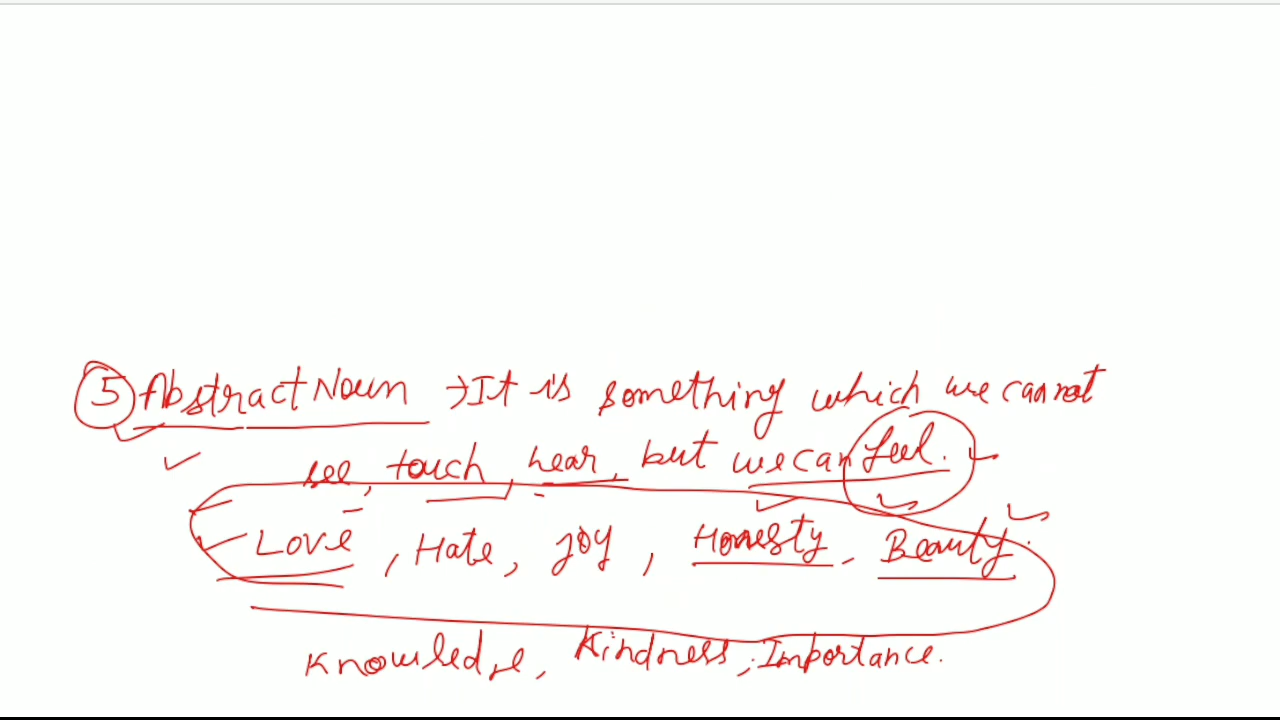 5 Abstract Noun → It is something which we cannot
see, touch, hear, but we can feel.
Love, Hate, Joy, Honesty, Beauty.
Knowledge, Kindness, Importance.